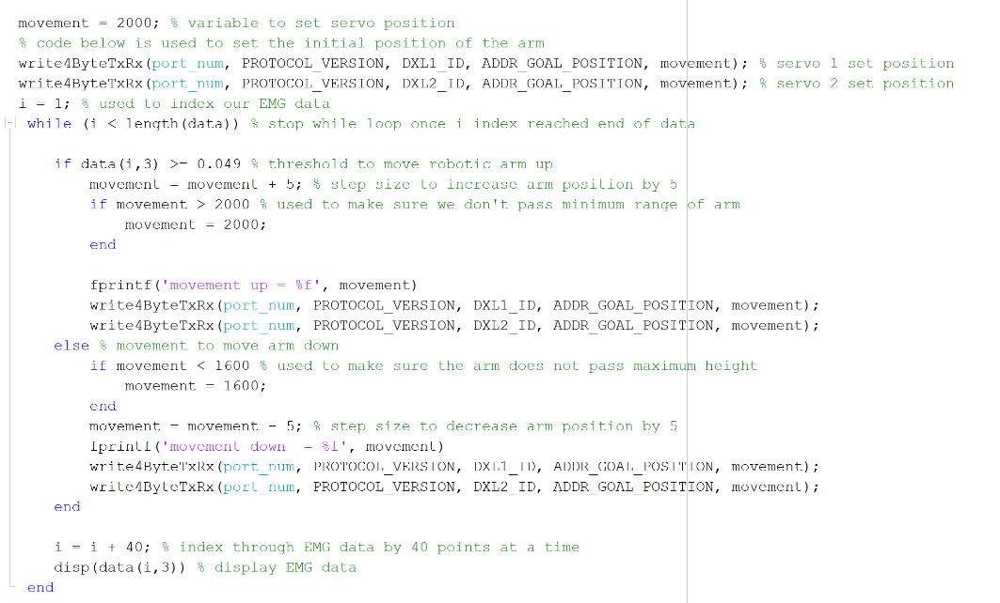 movement = 2000; % variable to set servo position
% code below is used to set the initial position of the arm
write4ByteTxRx(port_num, PROTOCOL_VERSION, DXL1_ID, ADDR_GOAL_POSITION, movement); % servo 1 set position
write4ByteTxRx(port_num, PROTOCOL_VERSION, DXL2_ID, ADDR_GOAL_POSITION, movement); % servo 2 set position
i = 1; % used to index our EMG data
while (i < length(data)) % stop while loop once i index reached end of data
if data(i,3) >= 0.049 % threshold to move robotic arm up
movement = movement + 5; % step size to increase arm position by 5
if movement > 2000 % used to make sure we don't pass minimum range of arm
movement = 2000;
end
fprintf('movement up = %f', movement)
write4ByteTxRx(port_num, PROTOCOL_VERSION, DXL1_ID, ADDR_GOAL_POSITION, movement);
write4ByteTxRx(port_num, PROTOCOL_VERSION, DXL2_ID, ADDR_GOAL_POSITION, movement);
else % movement to move arm down
if movement < 1600 % used to make sure the arm does not pass maximum height
movement = 1600;
end
movement = movement - 5; % step size to decrease arm position by 5
fprintf('movement down  = %f', movement)
write4ByteTxRx(port_num, PROTOCOL_VERSION, DXL1_ID, ADDR_GOAL_POSITION, movement);
write4ByteTxRx(port_num, PROTOCOL_VERSION, DXL2_ID, ADDR_GOAL_POSITION, movement);
end
i = i + 40; % index through EMG data by 40 points at a time
disp(data(i,3)) % display EMG data
end